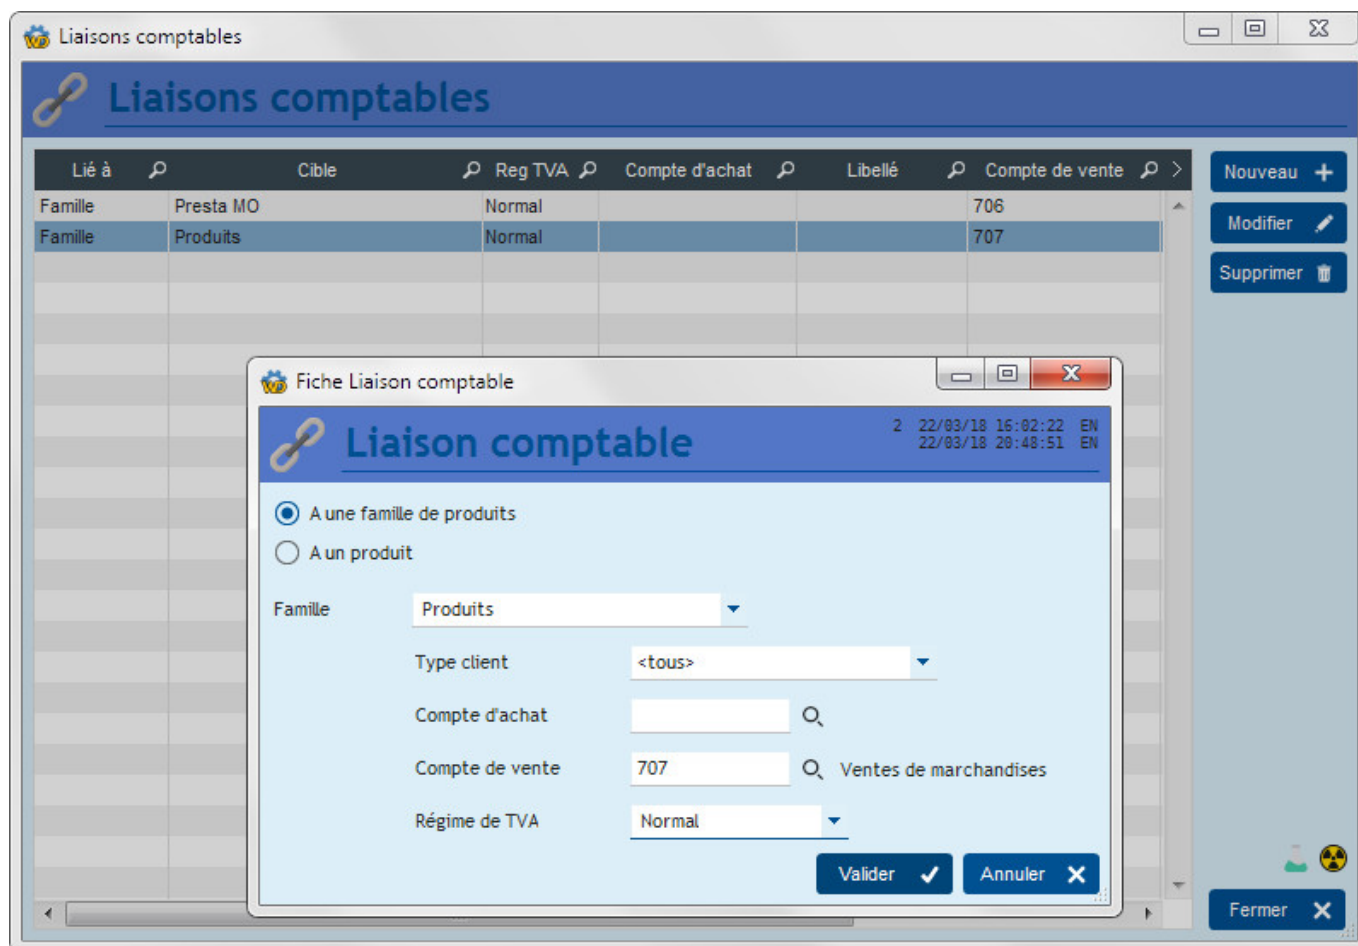 Liaisons comptables
Liaisons comptables
Lié à Cible Reg TVA Compte d'achat Libellé Compte de vente
Nouveau
Famille Presta MO Normal 706
Famille Produits Normal 707
Modifier
Supprimer
Fiche Liaison comptable
Liaison comptable
2 22/03/18 16:02:22 EN
22/03/18 20:48:51 EN
A une famille de produits
A un produit
Famille Produits
Type client <tous>
Compte d'achat
Compte de vente 707 Ventes de marchandises
Régime de TVA Normal
Valider Annuler
Fermer